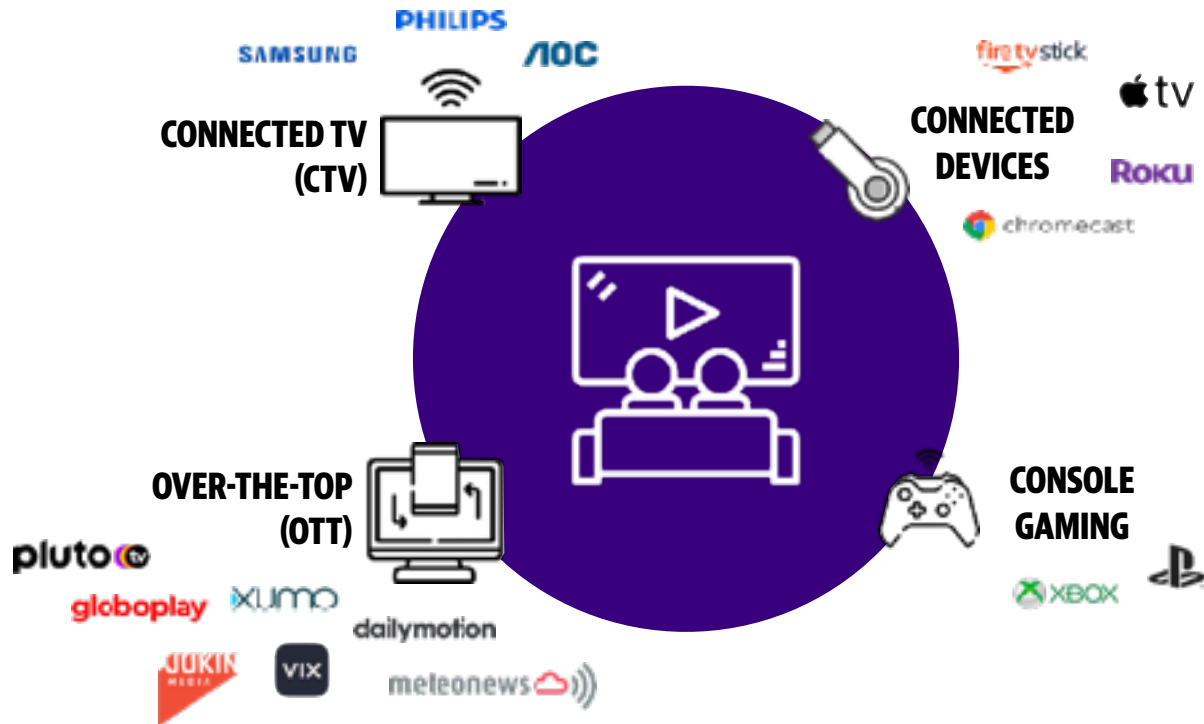 PHILIPS
SAMSUNG
AOC
CONNECTED TV
(CTV)
fire tv stick
tv
CONNECTED
DEVICES
ROKU
chromecast
OVER-THE-TOP
(OTT)
pluto tv
globoplay
xumo
dailymotion
JUKIN
MEDIA
VIX
meteonews
CONSOLE
GAMING
XBOX